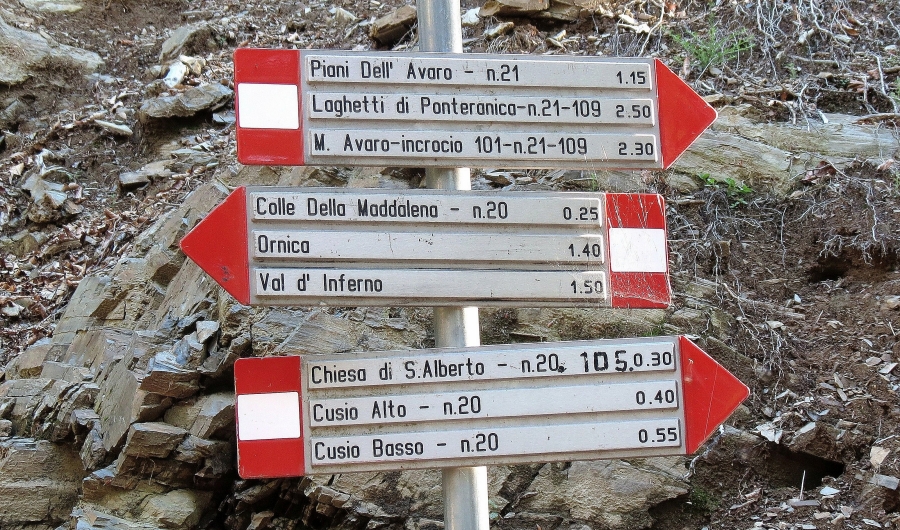 Piani Dell' Avaro - n.21 1.15
Laghetti di Ponteranica-n.21-109 2.50
M. Avaro-incrocio 101-n.21-109 2.30
Colle Della Maddalena - n.20 0.25
Ornica 1.40
Val d' Inferno 1.50
Chiesa di S.Alberto - n.20. 105.0.30
Cusio Alto - n.20 0.40
Cusio Basso - n.20 0.55